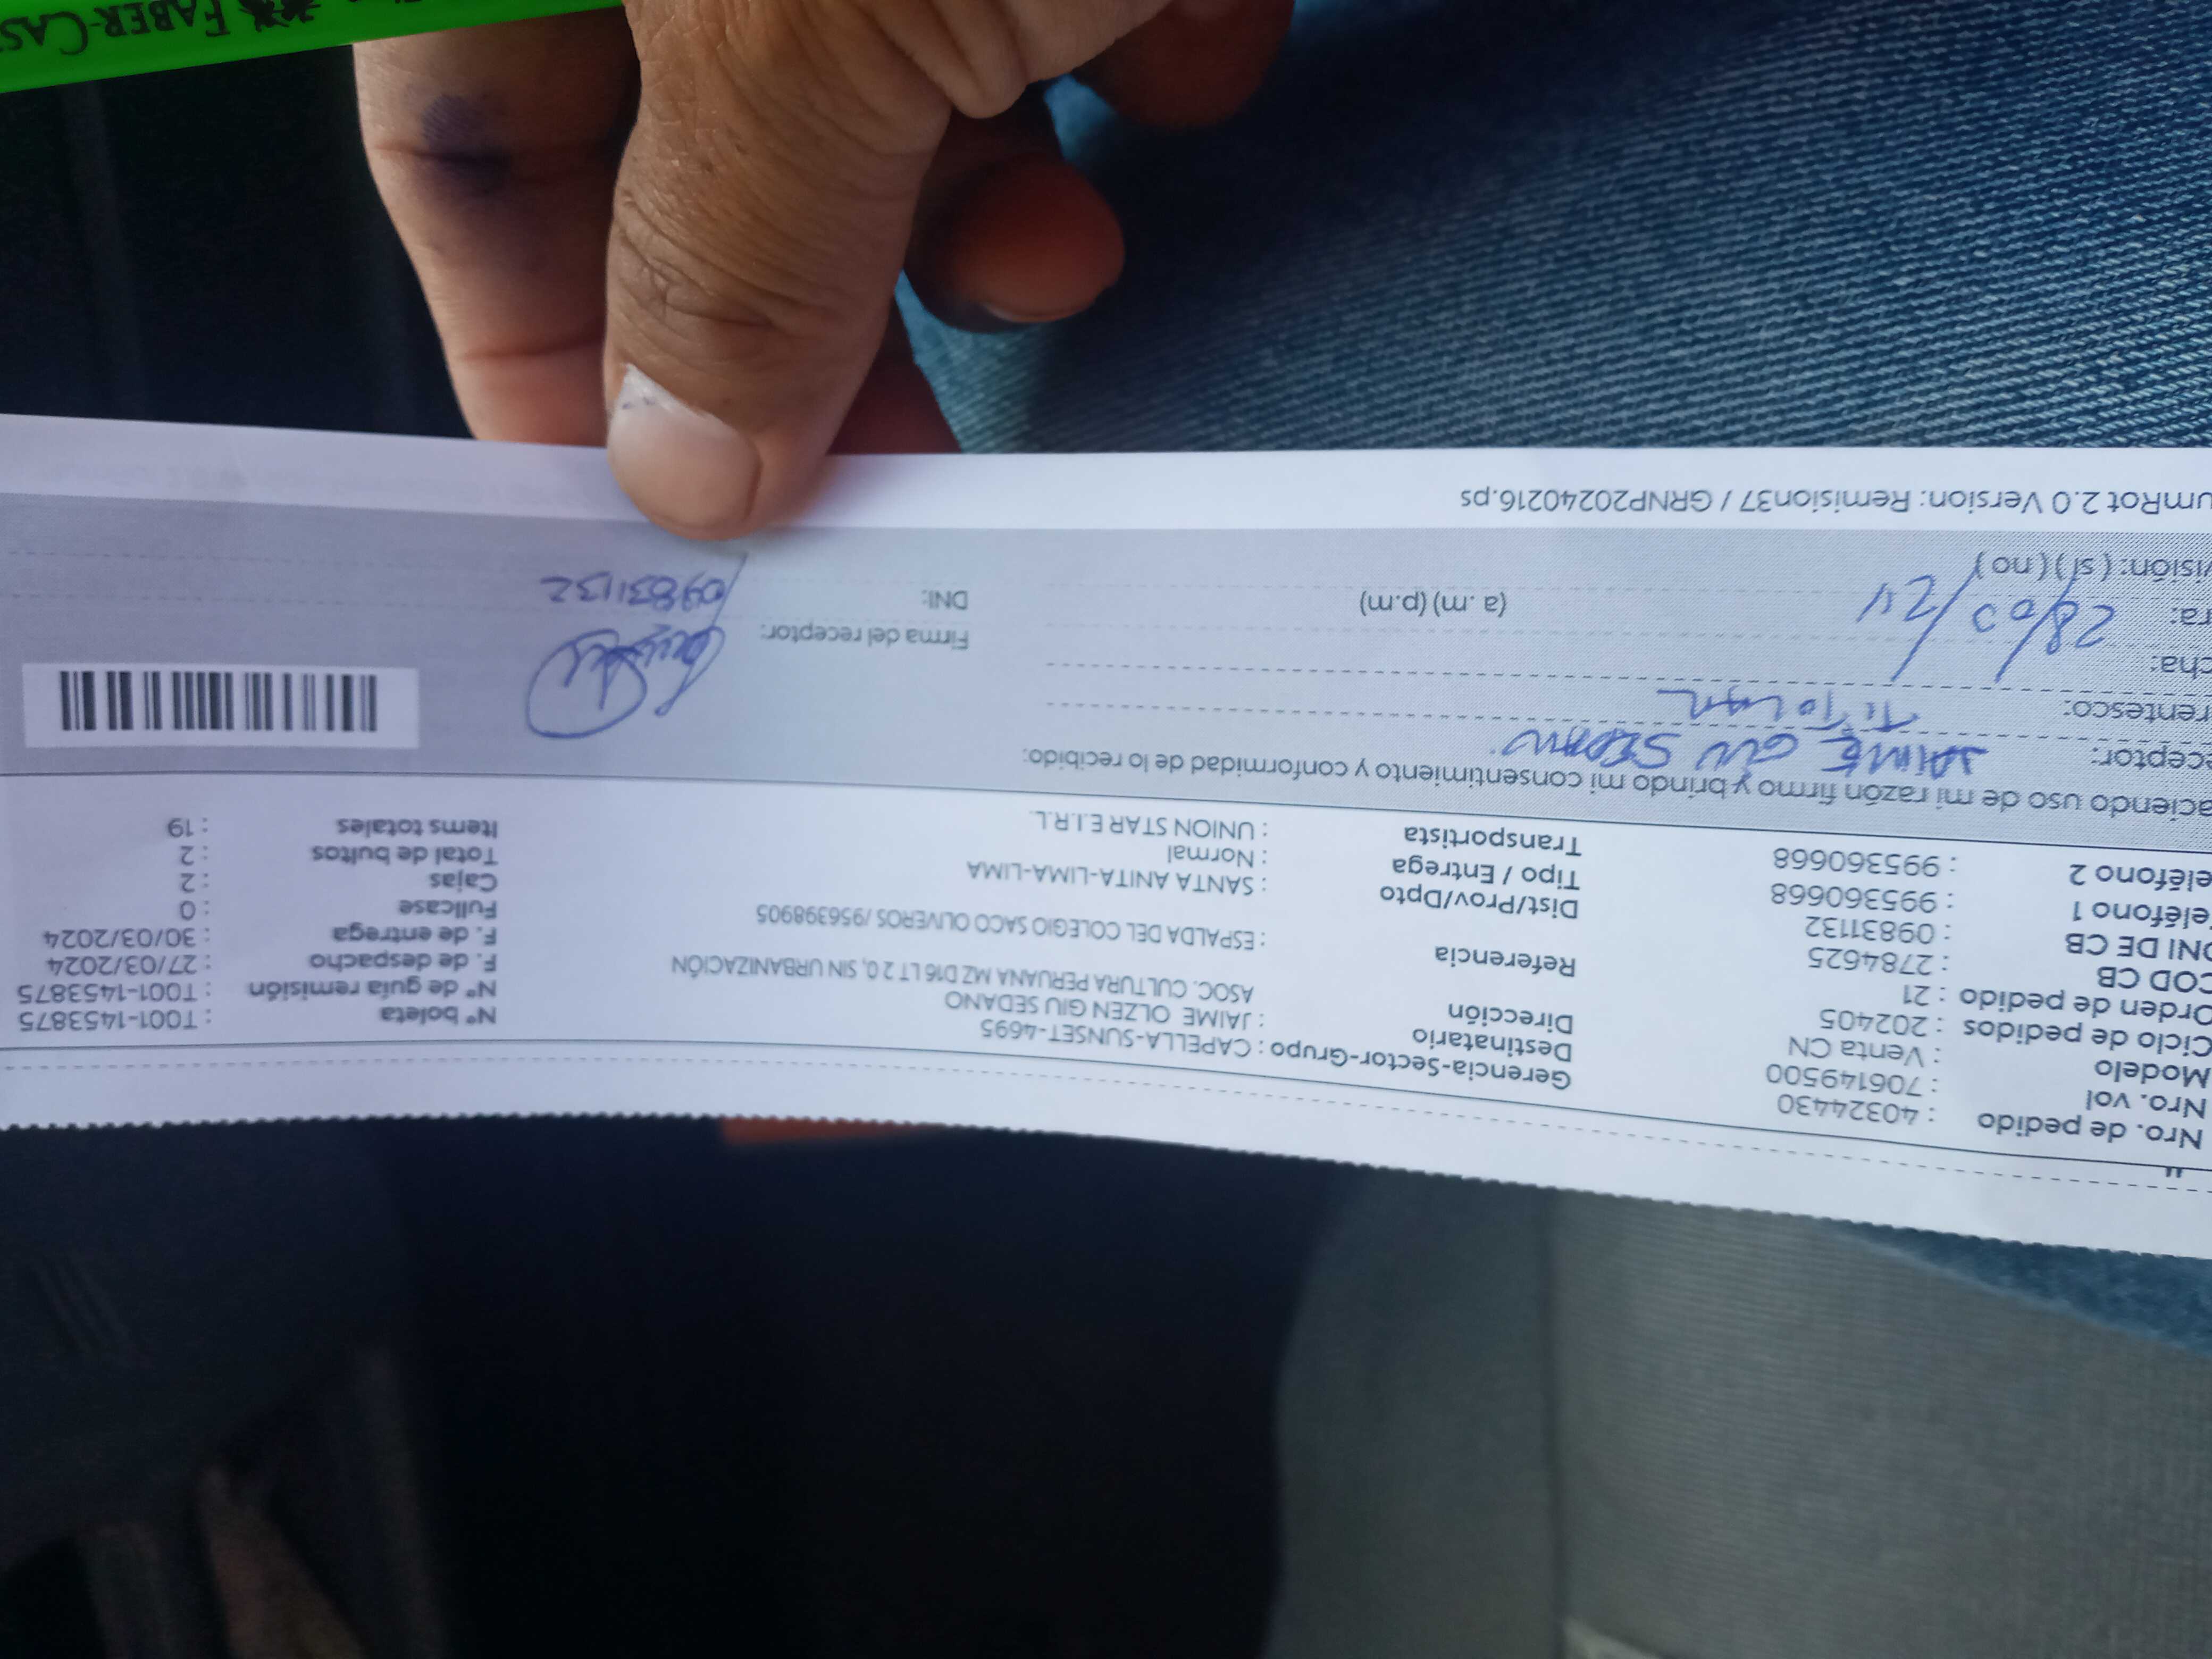 Nro. de pedido : 40324430
Nro. vol : 706149500
Modelo : Venta CN
Ciclo de pedidos : 202405
Orden de pedido : 21
COD CB : 2784625
DNI DE CB : 09831132
eléfono 1 : 995360668
eléfono 2 : 995360668
Gerencia-Sector-Grupo : CAPELLA-SUNSET-4695
Destinatario : JAIME OLZEN GIU SEDANO
Dirección ASOC. CULTURA PERUANA MZ D16 LT 2 0, SIN URBANIZACIÓN
Referencia : ESPALDA DEL COLEGIO SACO OLIVEROS /956398905
Dist/Prov/Dpto : SANTA ANITA-LIMA-LIMA
Tipo / Entrega : Normal
Transportista : UNION STAR E.I.R.L.
N° boleta : T001-1453875
N° de guía remisión : T001-1453875
F. de despacho : 27/03/2024
F. de entrega : 30/03/2024
Fullcase : 0
Cajas : 2
Total de bultos : 2
Items totales : 19
aciendo uso de mi razón firmo y brindo mi consentimiento y conformidad de lo recibido:
ceptor: JAIME GIU SEDANO
rentesco: TITOLAR
cha:
ra: 28/03/24 (a .m) (p.m)
visión: ( sí ) ( no )
Firma del receptor:
DNI: 09831132
umRot 2.0 Version: Remision37 / GRNP20240216.ps
FABER-CAS